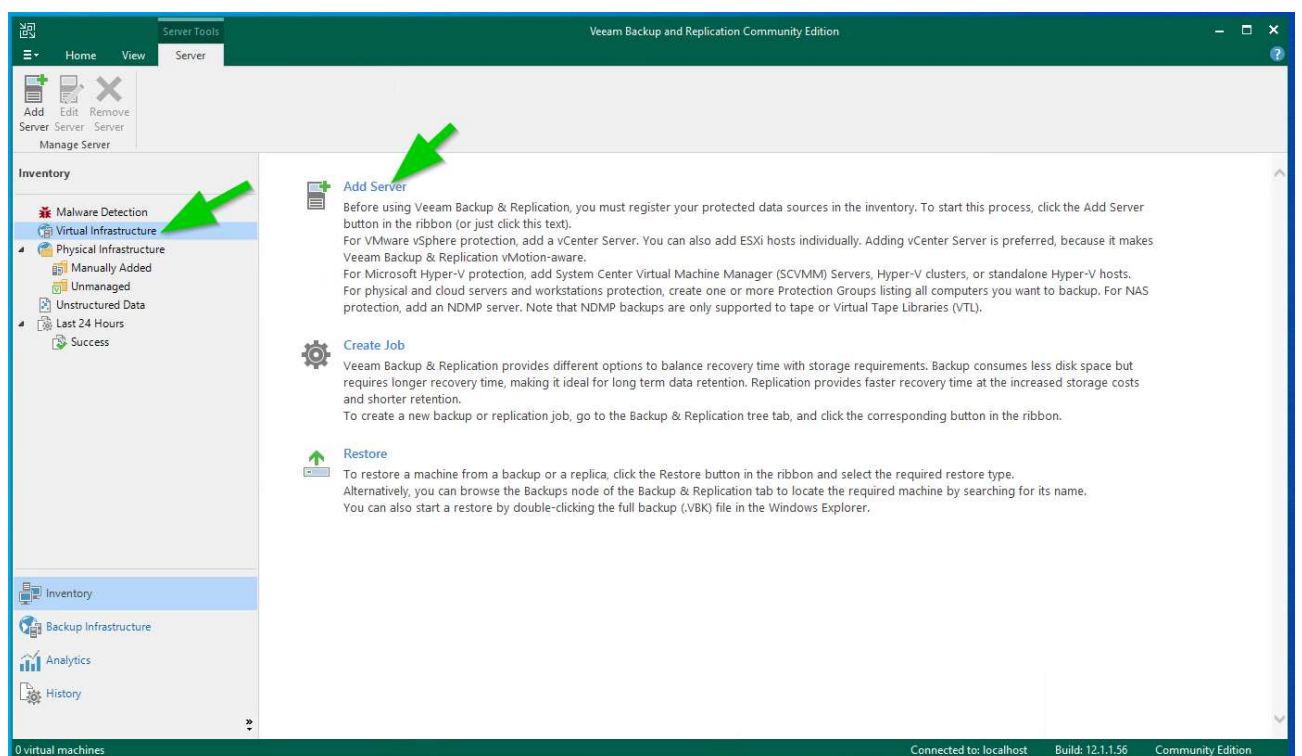 Server Tools
Veeam Backup and Replication Community Edition
Home View Server
Add Server
Edit Server
Remove Server
Manage Server
Inventory
Malware Detection
Virtual Infrastructure
Physical Infrastructure
Manually Added
Unmanaged
Unstructured Data
Last 24 Hours
Success
Inventory
Backup Infrastructure
Analytics
History
Add Server
Before using Veeam Backup & Replication, you must register your protected data sources in the inventory. To start this process, click the Add Server
button in the ribbon (or just click this text).
For VMware vSphere protection, add a vCenter Server. You can also add ESXi hosts individually. Adding vCenter Server is preferred, because it makes
Veeam Backup & Replication vMotion-aware.
For Microsoft Hyper-V protection, add System Center Virtual Machine Manager (SCVMM) Servers, Hyper-V clusters, or standalone Hyper-V hosts.
For physical and cloud servers and workstations protection, create one or more Protection Groups listing all computers you want to backup. For NAS
protection, add an NDMP server. Note that NDMP backups are only supported to tape or Virtual Tape Libraries (VTL).
Create Job
Veeam Backup & Replication provides different options to balance recovery time with storage requirements. Backup consumes less disk space but
requires longer recovery time, making it ideal for long term data retention. Replication provides faster recovery time at the increased storage costs
and shorter retention.
To create a new backup or replication job, go to the Backup & Replication tree tab, and click the corresponding button in the ribbon.
Restore
To restore a machine from a backup or a replica, click the Restore button in the ribbon and select the required restore type.
Alternatively, you can browse the Backups node of the Backup & Replication tab to locate the required machine by searching for its name.
You can also start a restore by double-clicking the full backup (.VBK) file in the Windows Explorer.
0 virtual machines
Connected to: localhost Build: 12.1.1.56 Community Edition